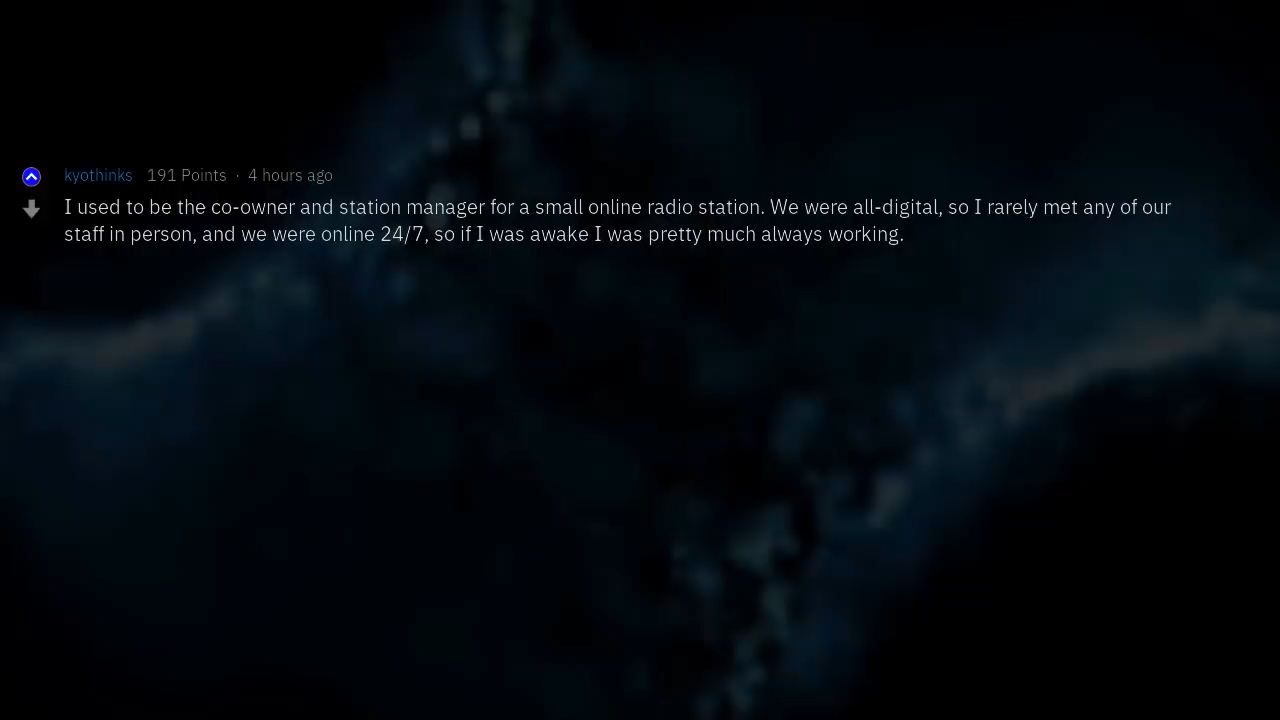 kyothinks 191 Points · 4 hours ago
I used to be the co-owner and station manager for a small online radio station. We were all-digital, so I rarely met any of our
staff in person, and we were online 24/7, so if I was awake I was pretty much always working.